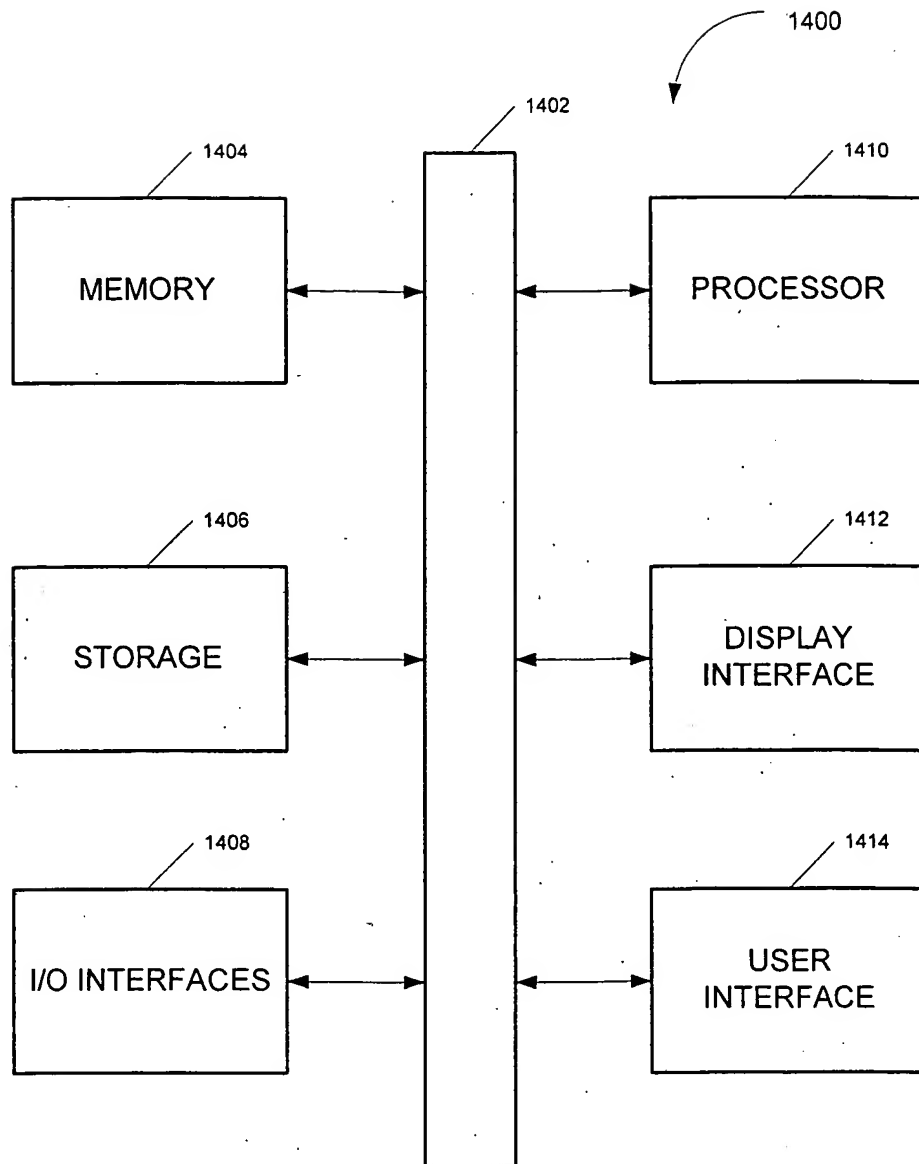 1400
1402
1404
MEMORY
1410
PROCESSOR
1406
STORAGE
1412
DISPLAY
INTERFACE
1408
I/O INTERFACES
1414
USER
INTERFACE